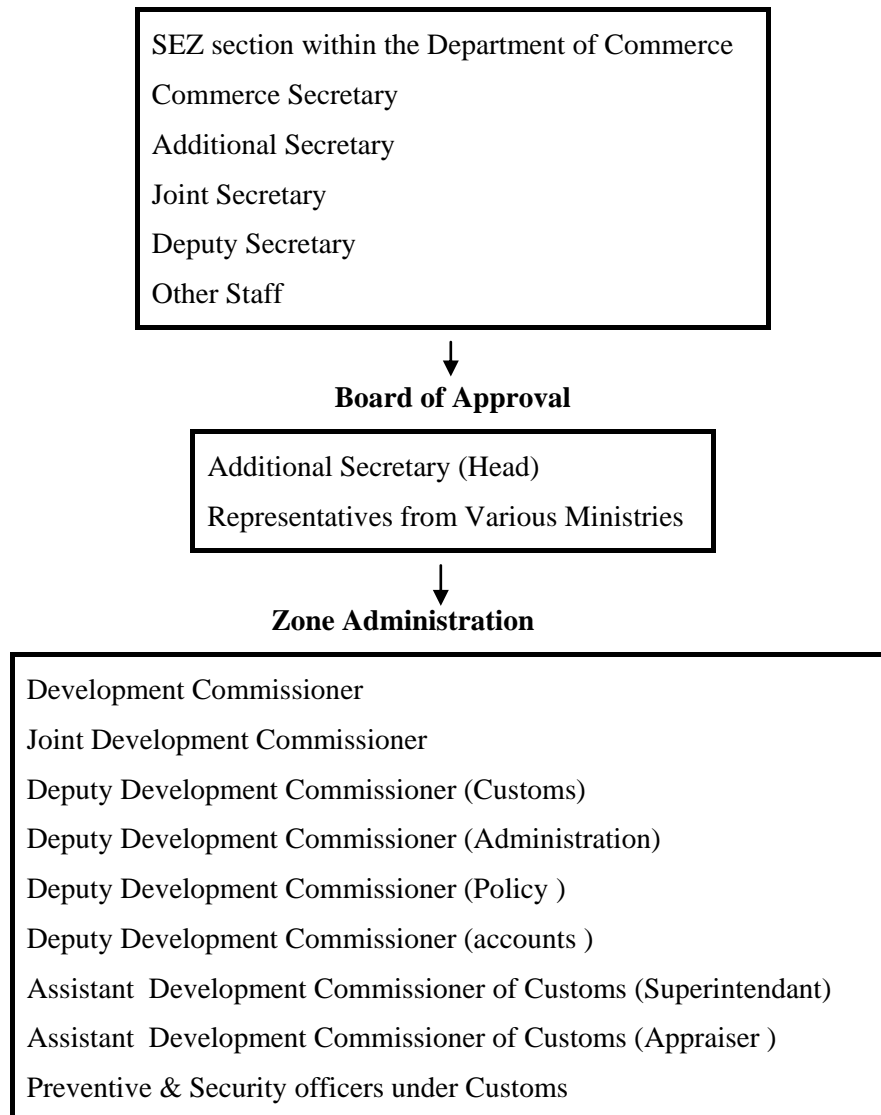 SEZ section within the Department of Commerce
Commerce Secretary
Additional Secretary
Joint Secretary
Deputy Secretary
Other Staff
Board of Approval
Additional Secretary (Head)
Representatives from Various Ministries
Zone Administration
Development Commissioner
Joint Development Commissioner
Deputy Development Commissioner (Customs)
Deputy Development Commissioner (Administration)
Deputy Development Commissioner (Policy )
Deputy Development Commissioner (accounts )
Assistant  Development Commissioner of Customs (Superintendant)
Assistant  Development Commissioner of Customs (Appraiser )
Preventive & Security officers under Customs